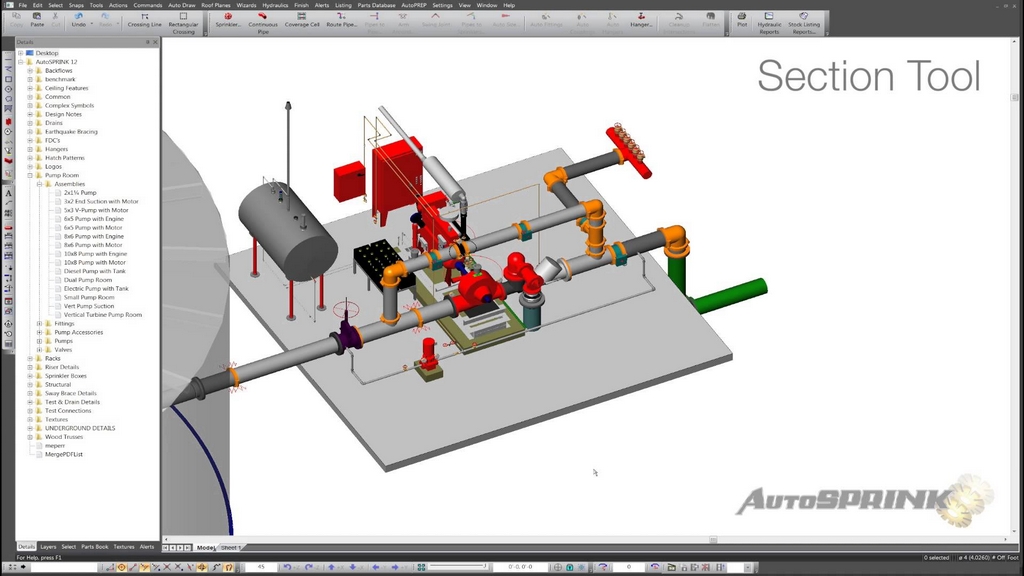 File Edit Select Snaps Tools Actions Commands Auto Draw Roof Planes Wizards Hydraulics Finish Alerts Listing Parts Database AutoPREP Settings View Window Help
Paste Undo Crossing Line Rectangular Crossing Sprinkler... Continuous Pipe Coverage Cell Route Pipe... Hanger... Plot Hydraulic Reports Stock Listing Reports...
Details
Section Tool
Desktop
AutoSPRINK 12
Backflows
benchmark
Ceiling Features
Common
Complex Symbols
Design Notes
Drains
Earthquake Bracing
FDC's
Hangers
Hatch Patterns
Logos
Pump Room
Assemblies
2x1¼ Pump
3x2 End Suction with Motor
5x3 V-Pump with Motor
6x5 Pump with Engine
6x5 Pump with Motor
8x6 Pump with Engine
8x6 Pump with Motor
10x8 Pump with Engine
10x8 Pump with Motor
Diesel Pump with Tank
Dual Pump Room
Electric Pump with Tank
Small Pump Room
Vert Pump Suction
Vertical Turbine Pump Room
Fittings
Pump Accessories
Pumps
Valves
Racks
Riser Details
Sprinkler Boxes
Structural
Sway Brace Details
Test & Drain Details
Test Connections
Textures
UNDERGROUND DETAILS
Wood Trusses
meperr
MergePDFList
AutoSPRINK
Details Layers Select Parts Book Textures Alerts
Model Sheet 1
For Help, press F1
0 selected
45
0'-0, 0'-0
0